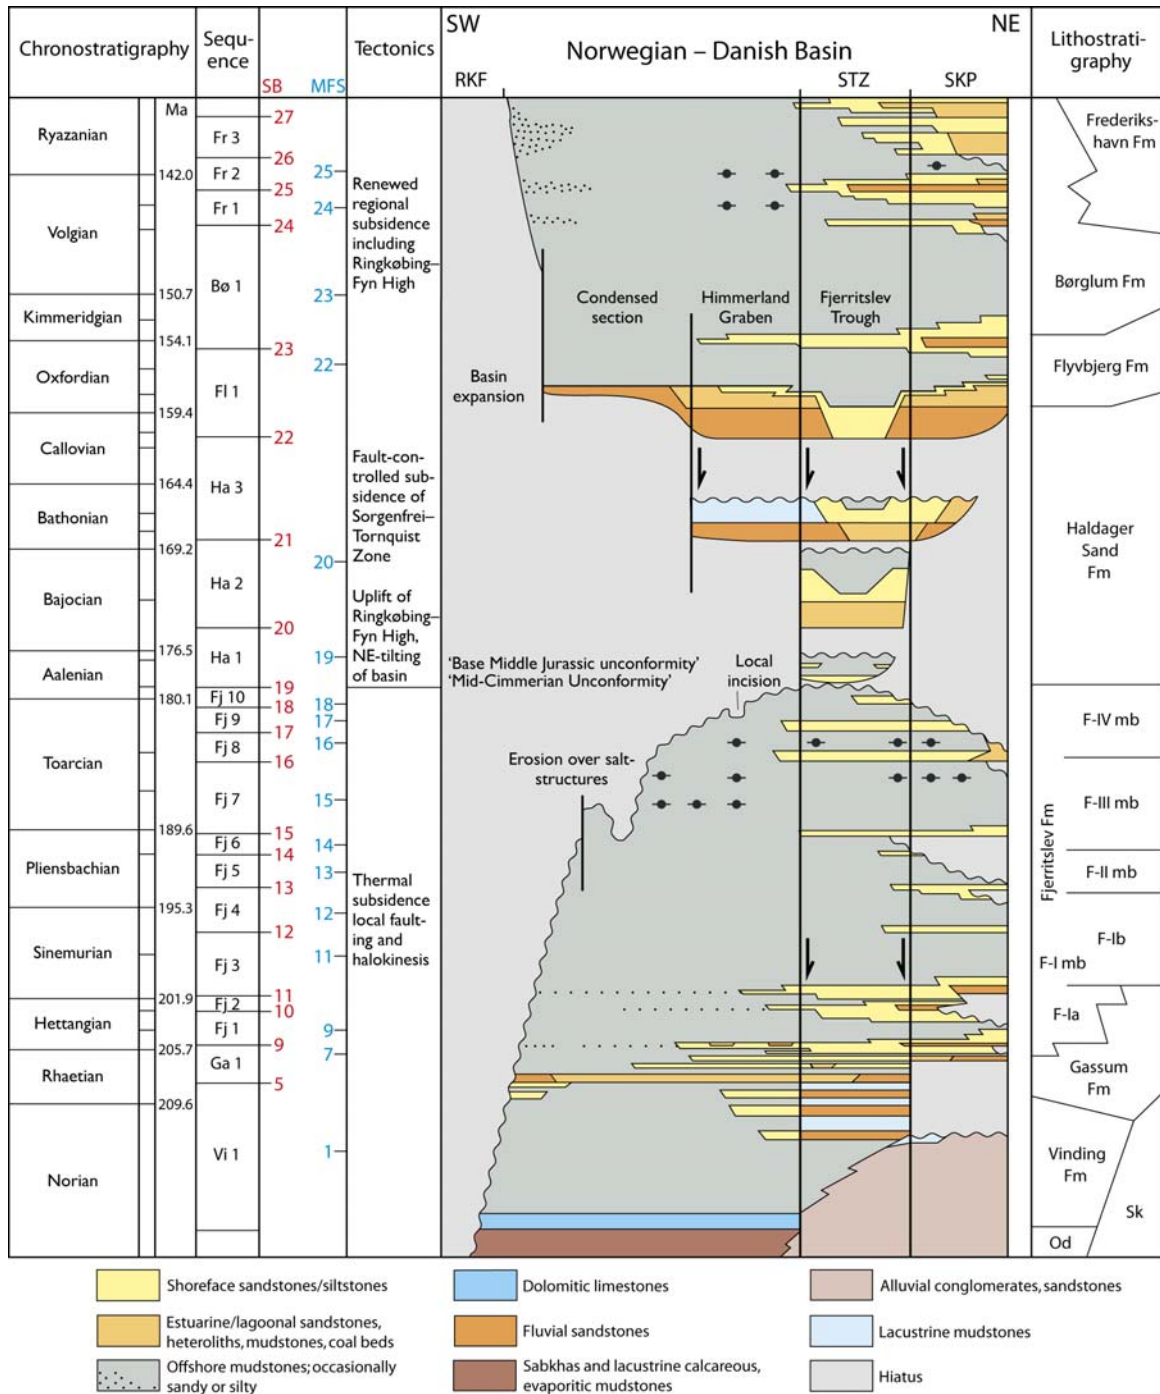 SW
NE
Chronostratigraphy
Sequ-
ence
SB
MFS
Tectonics
Norwegian – Danish Basin
RKF
STZ
SKP
Lithostrati-
graphy
Ma
Ryazanian
142.0
Volgian
150.7
Kimmeridgian
154.1
Oxfordian
159.4
Callovian
164.4
Bathonian
169.2
Bajocian
176.5
Aalenian
180.1
Toarcian
189.6
Pliensbachian
195.3
Sinemurian
201.9
Hettangian
205.7
Rhaetian
209.6
Norian
Fr 3
Fr 2
Fr 1
Bø 1
Fl 1
Ha 3
Ha 2
Ha 1
Fj 10
Fj 9
Fj 8
Fj 7
Fj 6
Fj 5
Fj 4
Fj 3
Fj 2
Fj 1
Ga 1
Vi 1
27
26
25
24
23
22
21
20
19
18
17
16
15
14
13
12
11
10
9
5
25
24
23
22
20
19
18
17
16
15
14
13
12
11
9
7
1
Renewed
regional
subsidence
including
Ringkøbing–
Fyn High
Fault-con-
trolled sub-
sidence of
Sorgenfrei–
Tornquist
Zone
Uplift of
Ringkøbing–
Fyn High,
NE-tilting
of basin
Thermal
subsidence
local fault-
ing and
halokinesis
Condensed
section
Himmerland
Graben
Fjerritslev
Trough
Basin
expansion
'Base Middle Jurassic unconformity'
'Mid-Cimmerian Unconformity'
Local
incision
Erosion over salt-
structures
Frederiks-
havn Fm
Børglum Fm
Flyvbjerg Fm
Haldager
Sand
Fm
Fjerritslev Fm
F-IV mb
F-III mb
F-II mb
F-Ib
F-I mb
F-Ia
Gassum
Fm
Vinding
Fm
Sk
Od
Shoreface sandstones/siltstones
Estuarine/lagoonal sandstones,
heteroliths, mudstones, coal beds
Offshore mudstones; occasionally
sandy or silty
Dolomitic limestones
Fluvial sandstones
Sabkhas and lacustrine calcareous,
evaporitic mudstones
Alluvial conglomerates, sandstones
Lacustrine mudstones
Hiatus